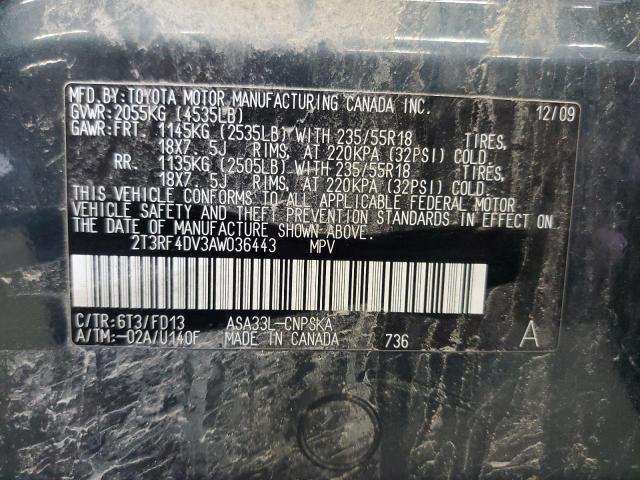 MFD.BY:TOYOTA MOTOR MANUFACTURING CANADA INC. 12/09
GVWR:2055KG (4535LB)
GAWR:FRT. 1145KG (2535LB) WITH 235/55R18 TIRES,
18X7 .5J RIMS, AT 220KPA (32PSI) COLD.
RR. 1135KG (2505LB) WITH 235/55R18 TIRES,
18X7 .5J RIMS, AT 220KPA (32PSI) COLD.
THIS VEHICLE CONFORMS TO ALL APPLICABLE FEDERAL MOTOR
VEHICLE SAFETY AND THEFT PREVENTION STANDARDS IN EFFECT ON
THE DATE OF MANUFACTURE SHOWN ABOVE.
2T3RF4DV3AW036443 MPV
C/TR:6T3/FD13 ASA33L-CNPSKA
A/TM:-02A/U140F MADE IN CANADA 736 A